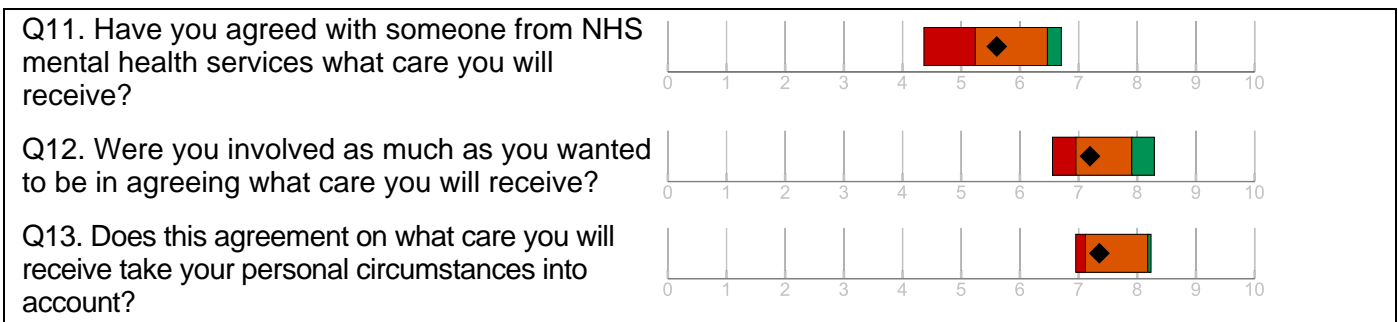 Q11. Have you agreed with someone from NHS
mental health services what care you will
receive?
0 1 2 3 4 5 6 7 8 9 10
Q12. Were you involved as much as you wanted
to be in agreeing what care you will receive?
0 1 2 3 4 5 6 7 8 9 10
Q13. Does this agreement on what care you will
receive take your personal circumstances into
account?
0 1 2 3 4 5 6 7 8 9 10